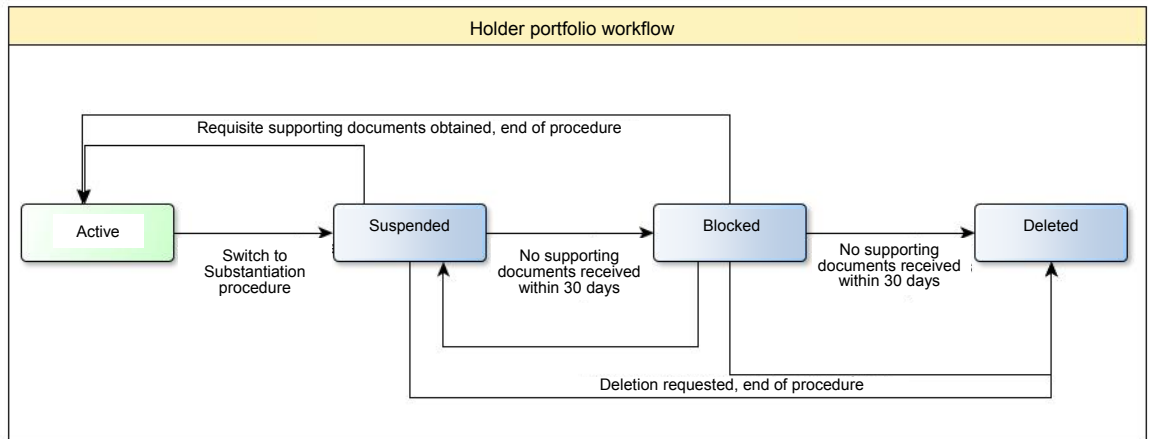 Holder portfolio workflow
Requisite supporting documents obtained, end of procedure
Active
Suspended
Blocked
Deleted
Switch to
Substantiation
procedure
No supporting
documents received
within 30 days
No supporting
documents received
within 30 days
Deletion requested, end of procedure